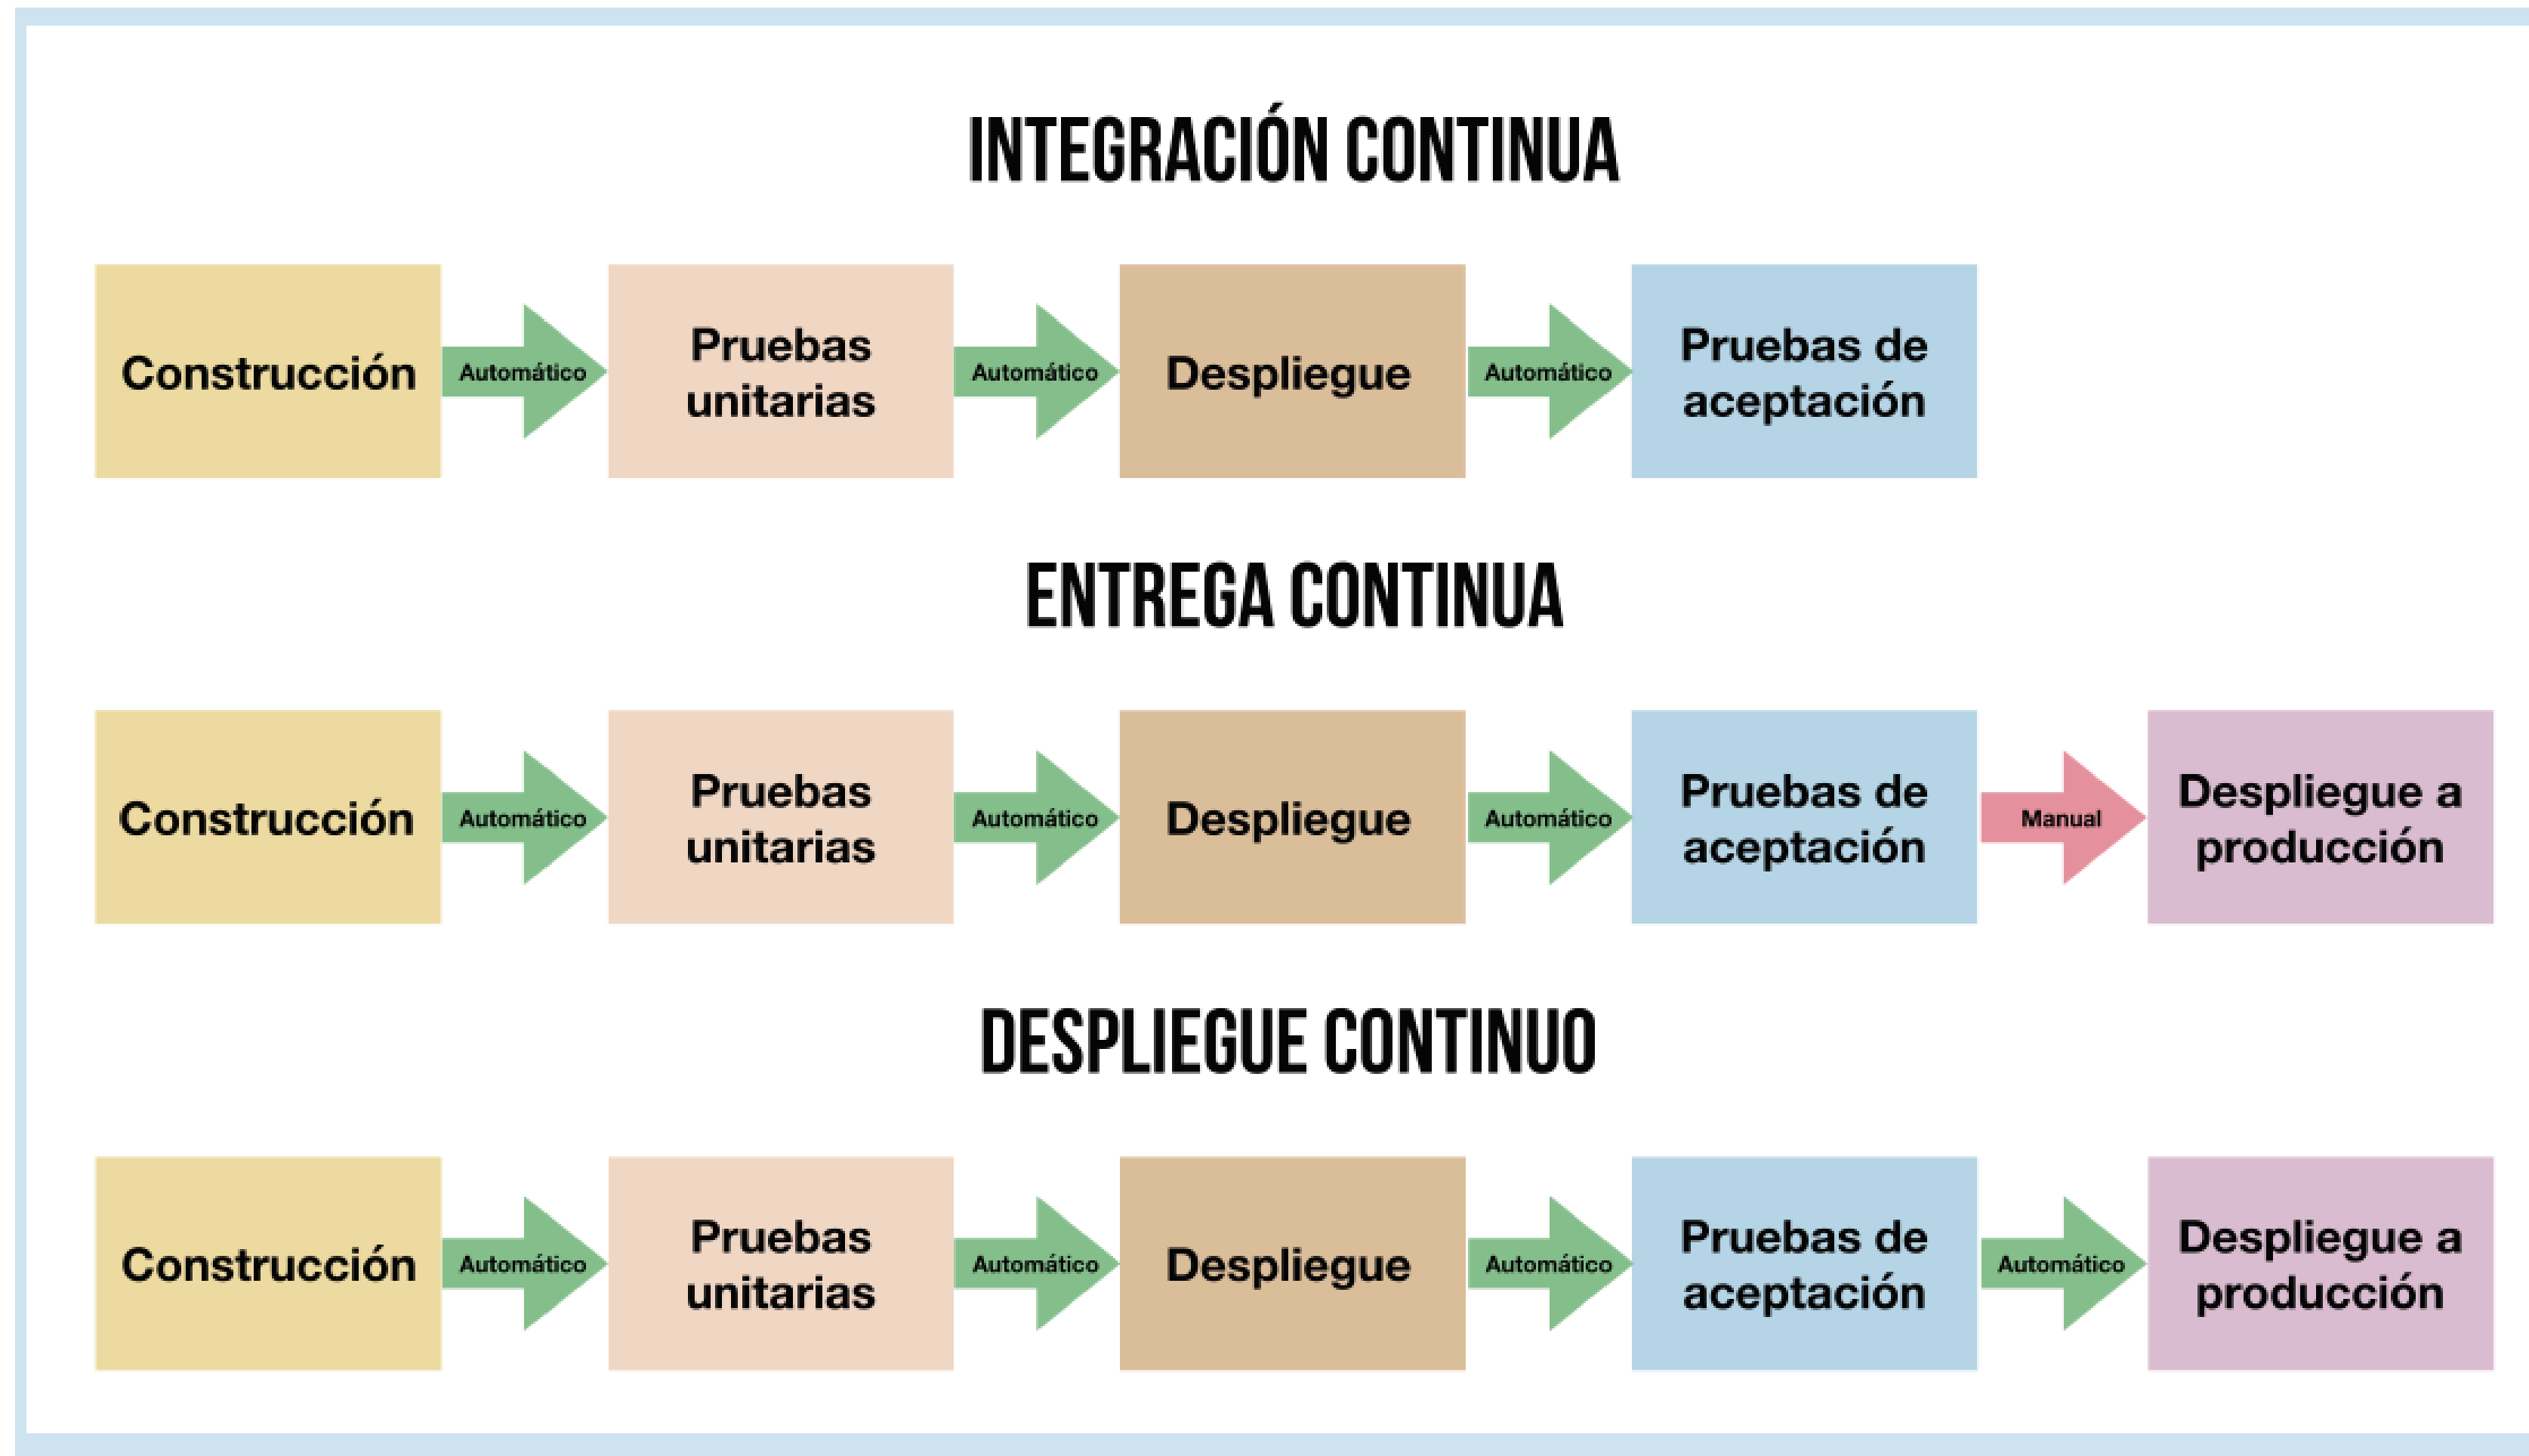 INTEGRACIÓN CONTINUA
Construcción
Automático
Pruebas
unitarias
Automático
Despliegue
Automático
Pruebas de
aceptación
ENTREGA CONTINUA
Construcción
Automático
Pruebas
unitarias
Automático
Despliegue
Automático
Pruebas de
aceptación
Manual
Despliegue a
producción
DESPLIEGUE CONTINUO
Construcción
Automático
Pruebas
unitarias
Automático
Despliegue
Automático
Pruebas de
aceptación
Automático
Despliegue a
producción